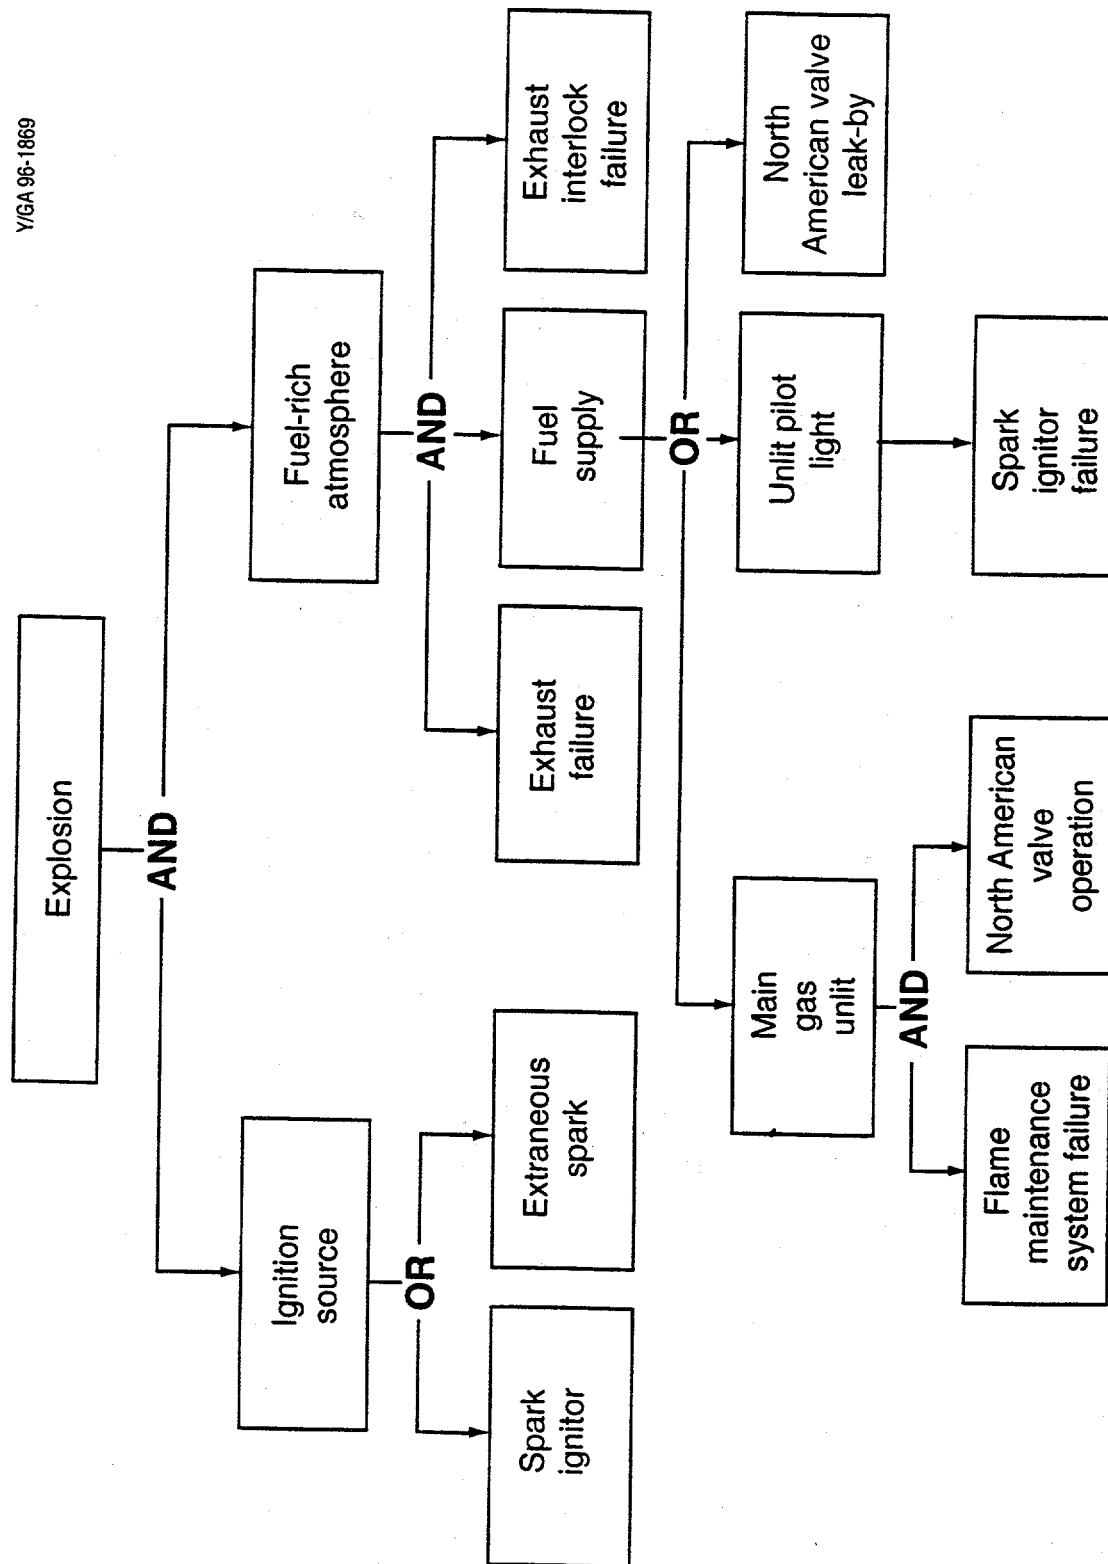 Y/GA 96-1869
Explosion
AND
Ignition
source
Fuel-rich
atmosphere
OR
AND
Spark
ignitor
Extraneous
spark
Exhaust
failure
Fuel
supply
Exhaust
interlock
failure
OR
Main
gas
unlit
Unlit pilot
light
North
American valve
leak-by
AND
Flame
maintenance
system failure
North American
valve
operation
Spark
ignitor
failure